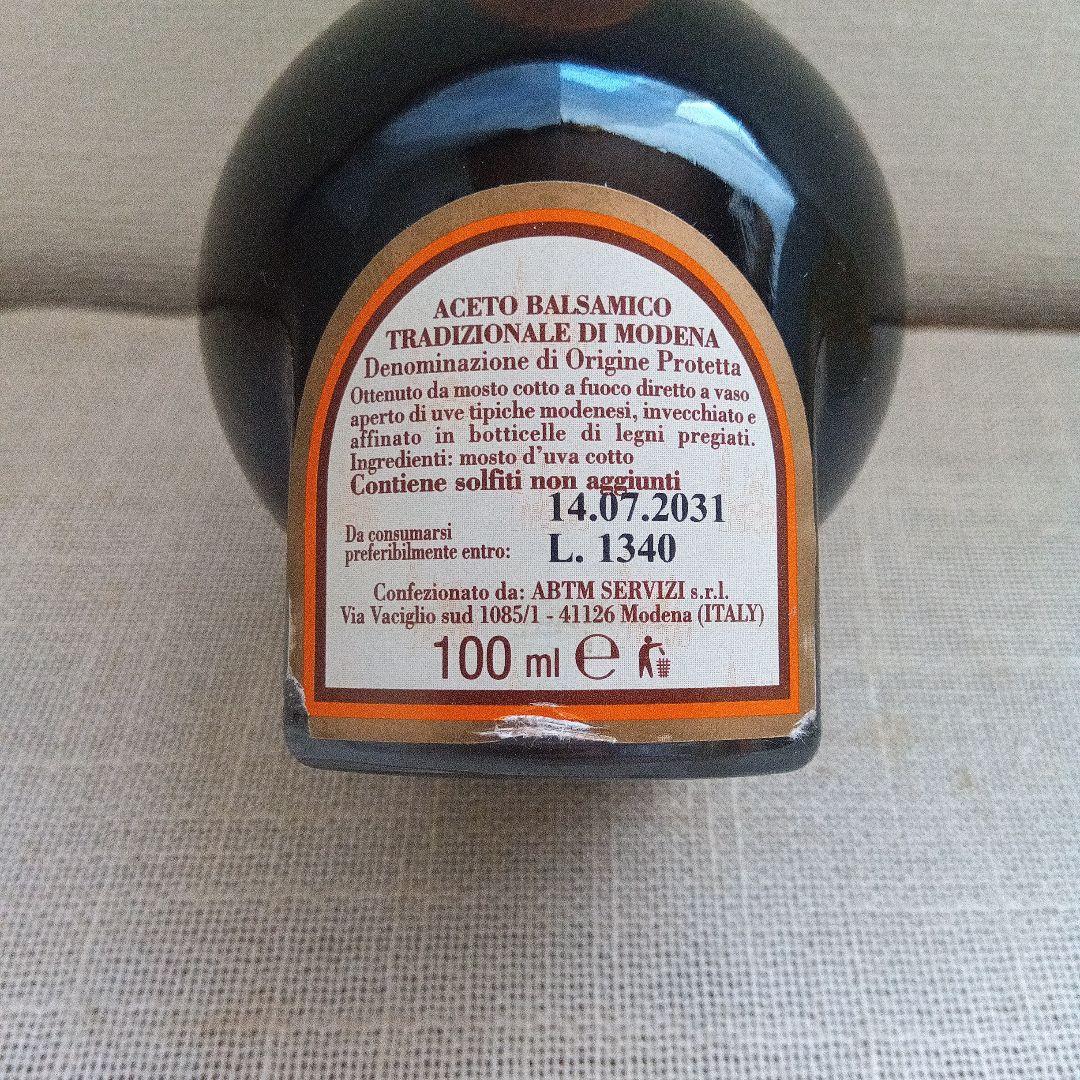 ACETO BALSAMICO
TRADIZIONALE DI MODENA
Denominazione di Origine Protetta
Ottenuto da mosto cotto a fuoco diretto a vaso
aperto di uve tipiche modenesi, invecchiato e
affinato in botticelle di legni pregiati.
Ingredienti: mosto d'uva cotto
Contiene solfiti non aggiunti
14.07.2031
Da consumarsi
preferibilmente entro: L. 1340
Confezionato da: ABTM SERVIZI s.r.l.
Via Vaciglio sud 1085/1 - 41126 Modena (ITALY)
100 ml ℮